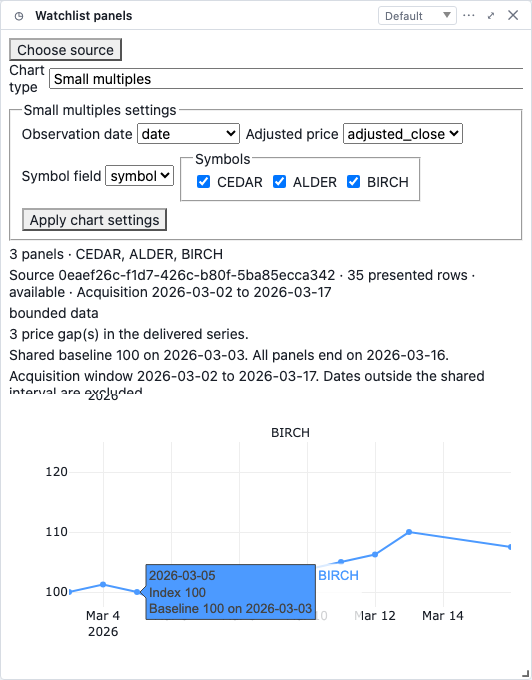 Watchlist panels
Default
Choose source
Chart type
Small multiples
Small multiples settings
Observation date
date
Adjusted price
adjusted_close
Symbol field
symbol
Symbols
CEDAR
ALDER
BIRCH
Apply chart settings
3 panels · CEDAR, ALDER, BIRCH
Source 0eaef26c-f1d7-426c-b80f-5ba85ecca342 · 35 presented rows ·
available · Acquisition 2026-03-02 to 2026-03-17
bounded data
3 price gap(s) in the delivered series.
Shared baseline 100 on 2026-03-03. All panels end on 2026-03-16.
Acquisition window 2026-03-02 to 2026-03-17. Dates outside the shared
interval are excluded
2026
BIRCH
120
110
100
2026-03-05
Index 100
Baseline 100 on 2026-03-03
BIRCH
Mar 4
2026
10
Mar 12
Mar 14